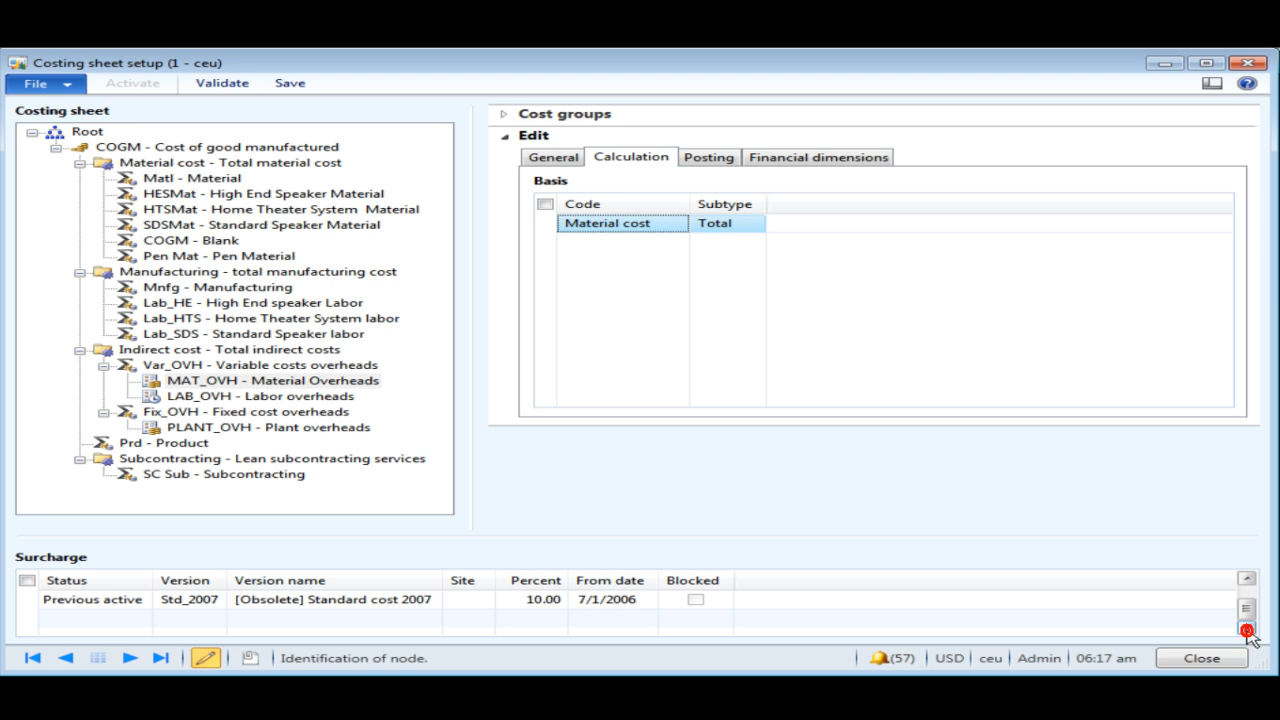 Costing sheet setup (1 - ceu)
File Activate Validate Save
Costing sheet
Root
COGM - Cost of good manufactured
Material cost - Total material cost
Matl - Material
HESMat - High End Speaker Material
HTSMat - Home Theater System  Material
SDSMat - Standard Speaker Material
COGM - Blank
Pen Mat - Pen Material
Manufacturing - total manufacturing cost
Mnfg - Manufacturing
Lab_HE - High End speaker Labor
Lab_HTS - Home Theater System labor
Lab_SDS - Standard Speaker labor
Indirect cost - Total indirect costs
Var_OVH - Variable costs overheads
MAT_OVH - Material Overheads
LAB_OVH - Labor overheads
Fix_OVH - Fixed cost overheads
PLANT_OVH - Plant overheads
Prd - Product
Subcontracting - Lean subcontracting services
SC Sub - Subcontracting
Cost groups
Edit
General Calculation Posting Financial dimensions
Basis
Code Subtype
Material cost Total
Surcharge
Status Version Version name Site Percent From date Blocked
Previous active Std_2007 [Obsolete] Standard cost 2007 10.00 7/1/2006
Identification of node. (57) USD ceu Admin 06:17 am Close